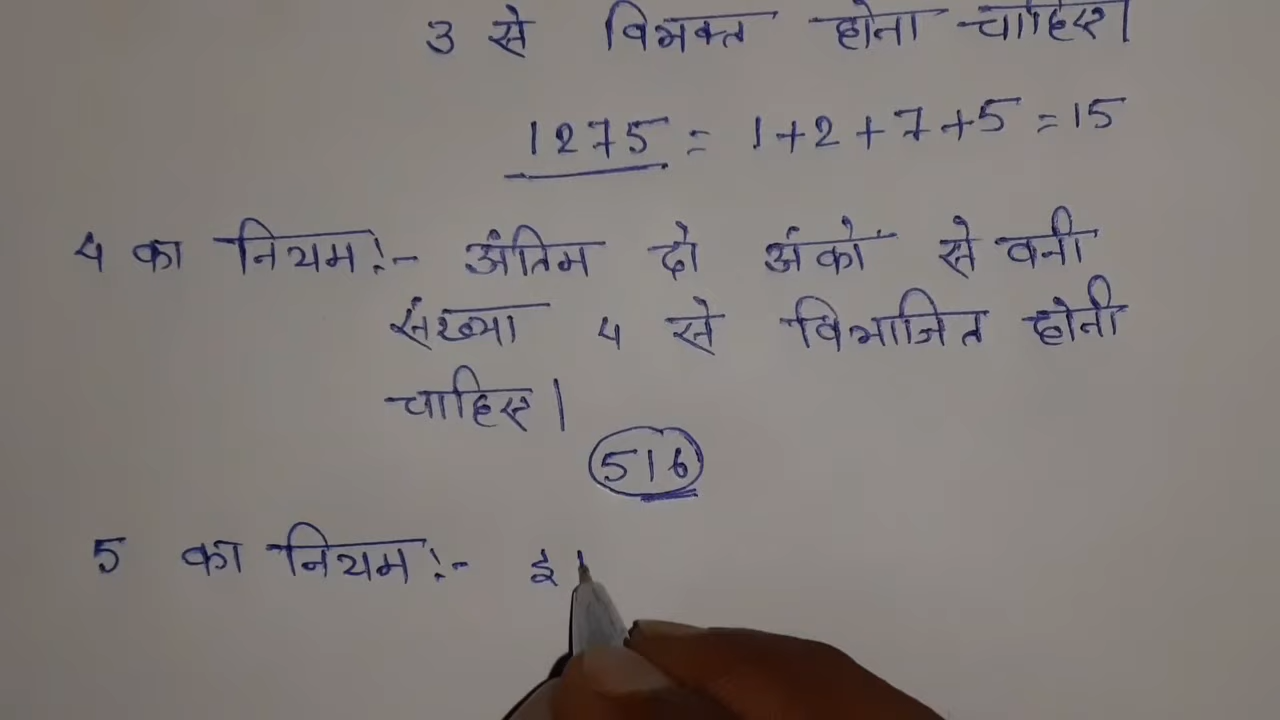 3 से विभक्त होना चाहिए।
1275 = 1+2+7+5 = 15
4 का नियम:- अंतिम दो अंकों से बनी
संख्या 4 से विभाजित होनी
चाहिए।
516
5 का नियम:- इ